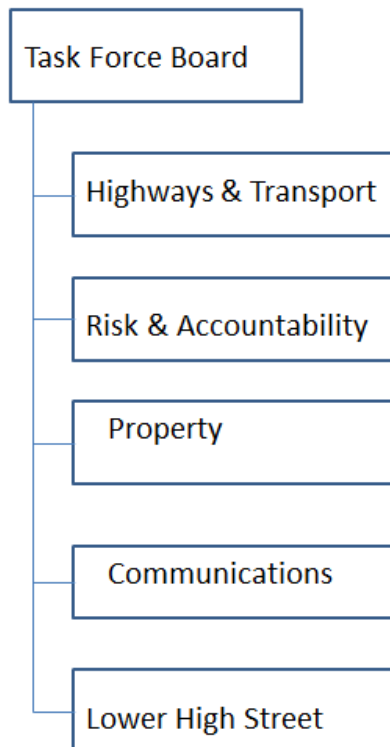 Task Force Board
Highways & Transport
Risk & Accountability
Property
Communications
Lower High Street